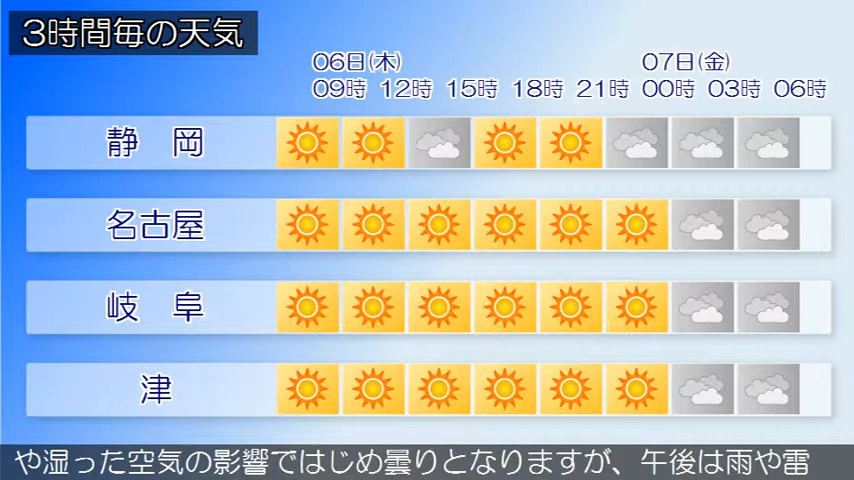 3時間毎の天気
06日(木) 07日(金)
09時 12時 15時 18時 21時 00時 03時 06時
静 岡
名古屋
岐 阜
津
や湿った空気の影響ではじめ曇りとなりますが、午後は雨や雷